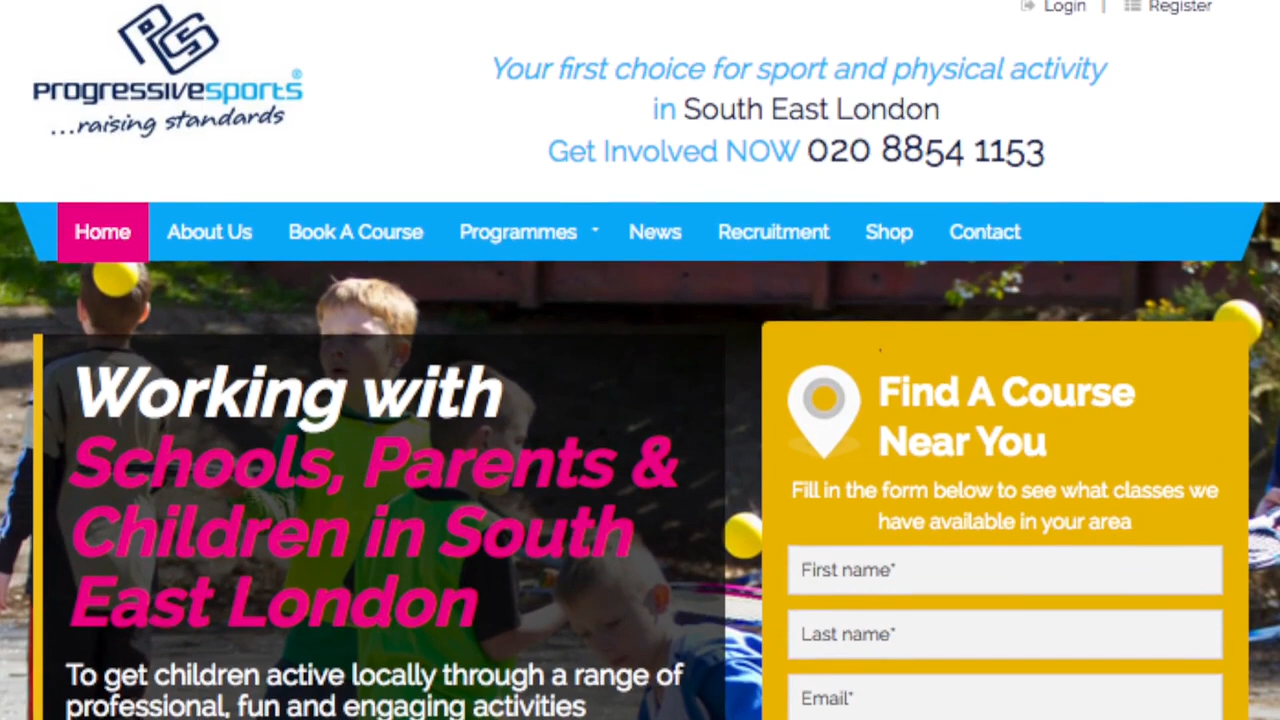 Login | Register
PS
progressivesports®
...raising standards
Your first choice for sport and physical activity
in South East London
Get Involved NOW 020 8854 1153
Home About Us Book A Course Programmes News Recruitment Shop Contact
Working with
Schools, Parents &
Children in South
East London
To get children active locally through a range of
professional, fun and engaging activities
Find A Course
Near You
Fill in the form below to see what classes we
have available in your area
First name*
Last name*
Email*